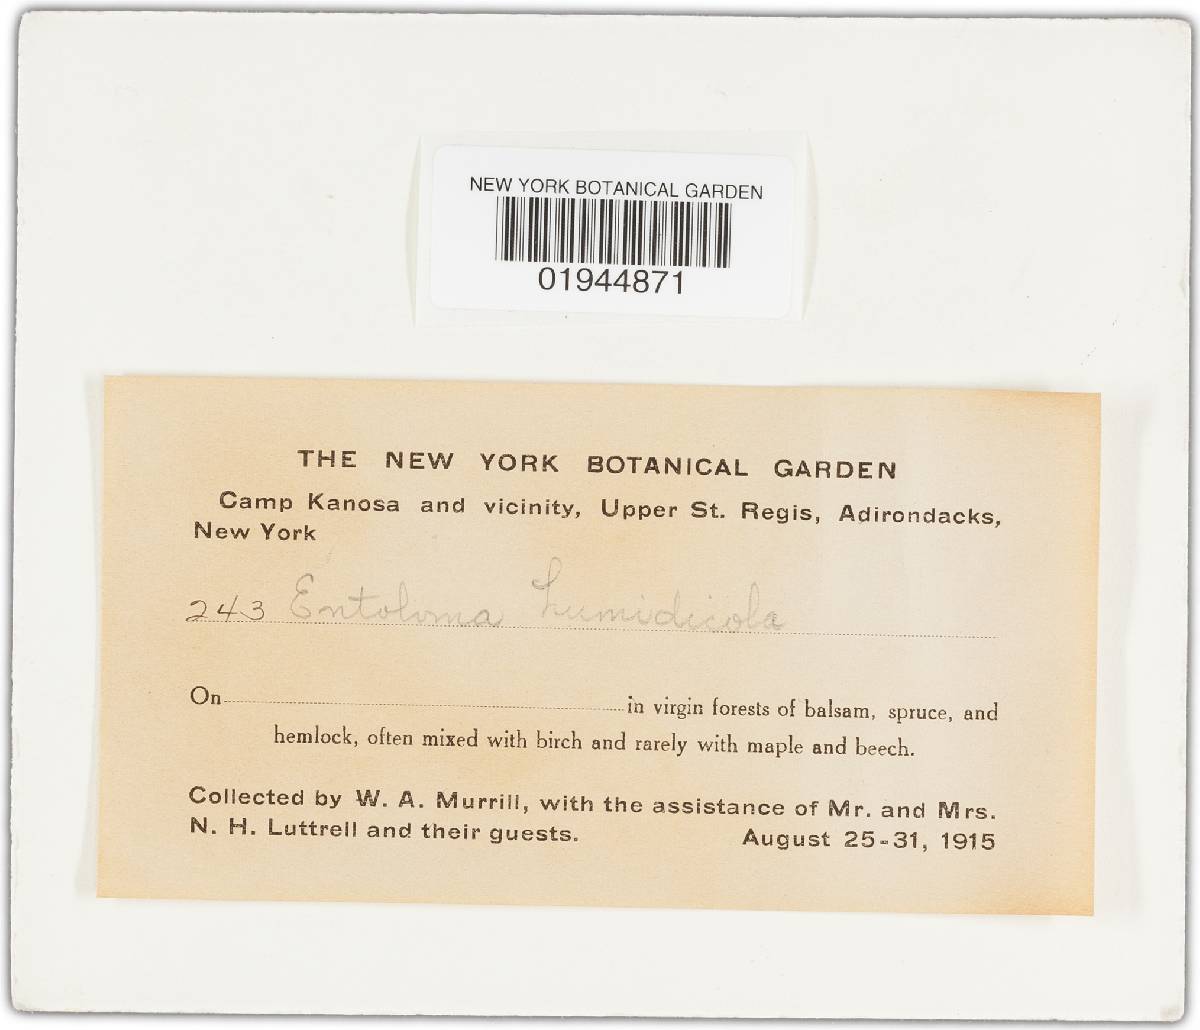 NEW YORK BOTANICAL GARDEN
01944871
THE NEW YORK BOTANICAL GARDEN
Camp Kanosa and vicinity, Upper St. Regis, Adirondacks,
New York
243 Entoloma humidicola
On in virgin forests of balsam, spruce, and
hemlock, often mixed with birch and rarely with maple and beech.
Collected by W. A. Murrill, with the assistance of Mr. and Mrs.
N. H. Luttrell and their guests. August 25-31, 1915